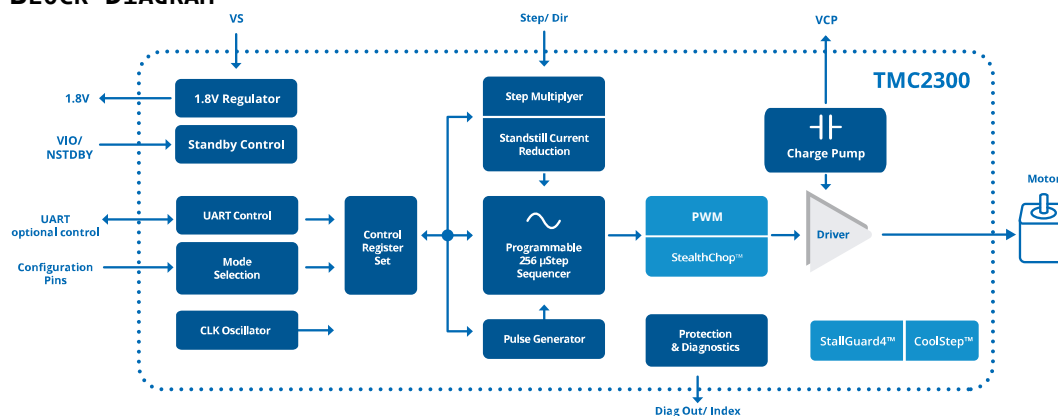 BLOCK DIAGRAM
VS
Step/ Dir
VCP
TMC2300
1.8V
1.8V Regulator
VIO/
NSTDBY
Standby Control
Step Multiplyer
Standstill Current
Reduction
Charge Pump
Motor
UART
optional control
UART Control
Configuration
Pins
Mode
Selection
CLK Oscillator
Control
Register
Set
Programmable
256 µStep
Sequencer
Pulse Generator
PWM
StealthChop™
Driver
Protection
& Diagnostics
StallGuard4™
CoolStep™
Diag Out/ Index